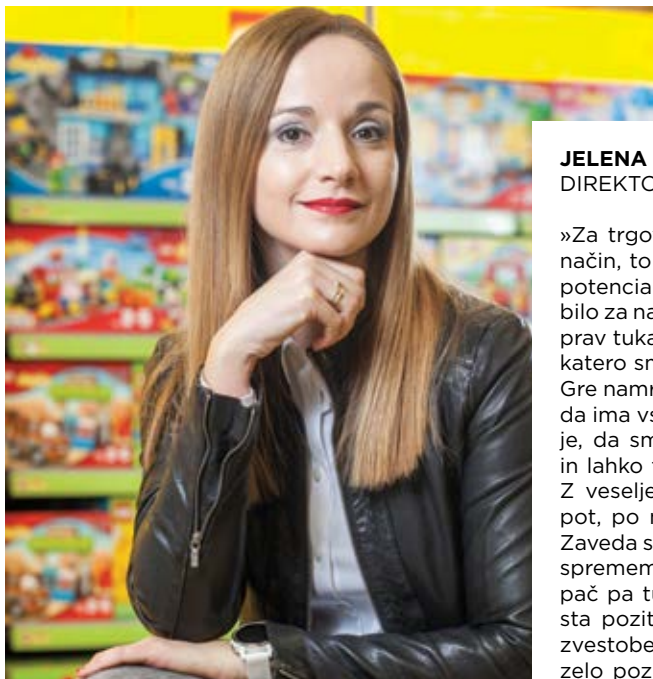 JELENA
DIREKTO
»Za trgo
način, to
potencia
bilo za na
prav tuka
katero sm
Gre namr
da ima vs
je, da sm
in lahko
Z veselje
pot, po
Zaveda s
spremem
pač pa tu
sta pozit
zvestobe
zelo poz